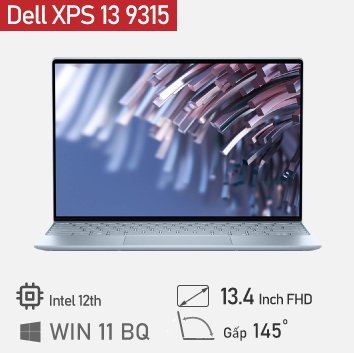 Dell XPS 13 9315
Intel 12th
13.4 Inch FHD
WIN 11 BQ
Gấp 145°